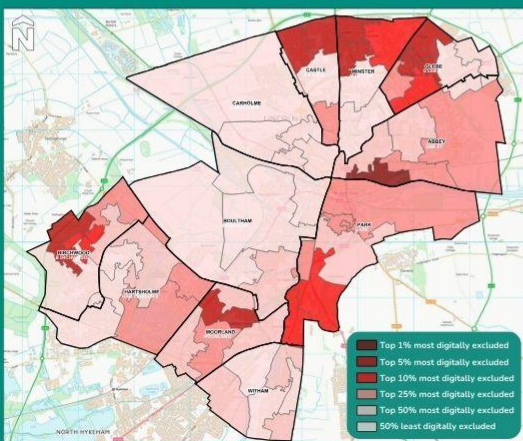 N
CASTLE
MINSTER
GLEBE
CARHOLME
ABBEY
BOULTHAM
PARK
BIRCHWOOD
HARTSHOLME
MOORLAND
WITHAM
NORTH HYKEHAM
Top 1% most digitally excluded
Top 5% most digitally excluded
Top 10% most digitally excluded
Top 25% most digitally excluded
Top 50% most digitally excluded
50% least digitally excluded